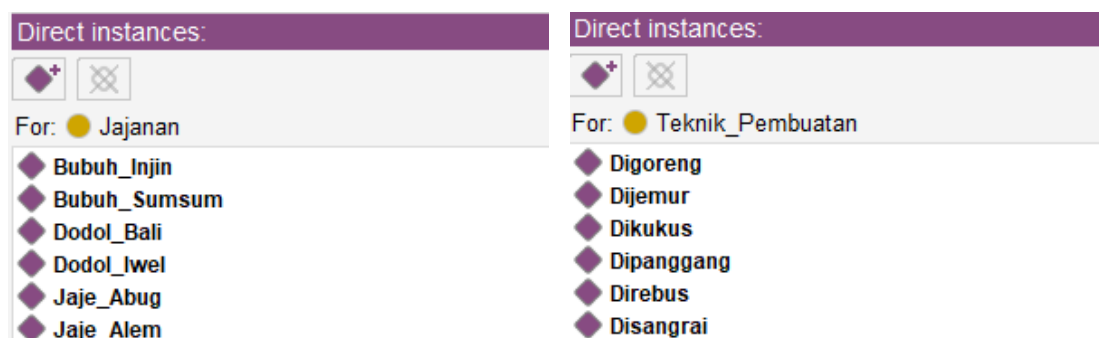 Direct instances:
For: Jajanan
Bubuh_Injin
Bubuh_Sumsum
Dodol_Bali
Dodol_Iwel
Jaje_Abug
Jaje_Alem
Direct instances:
For: Teknik_Pembuatan
Digoreng
Dijemur
Dikukus
Dipanggang
Direbus
Disangrai